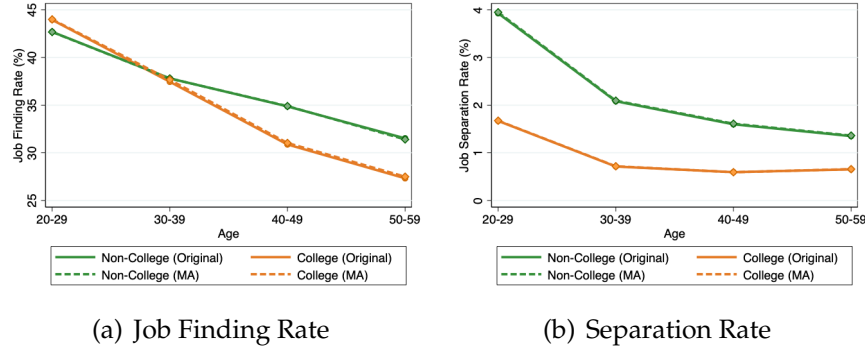 Job Finding Rate (%)
45
40
35
30
25
20-29
30-39
40-49
50-59
Age
Non-College (Original)
College (Original)
Non-College (MA)
College (MA)
(a) Job Finding Rate
Job Separation Rate (%)
4
3
2
1
0
20-29
30-39
40-49
50-59
Age
Non-College (Original)
College (Original)
Non-College (MA)
College (MA)
(b) Separation Rate